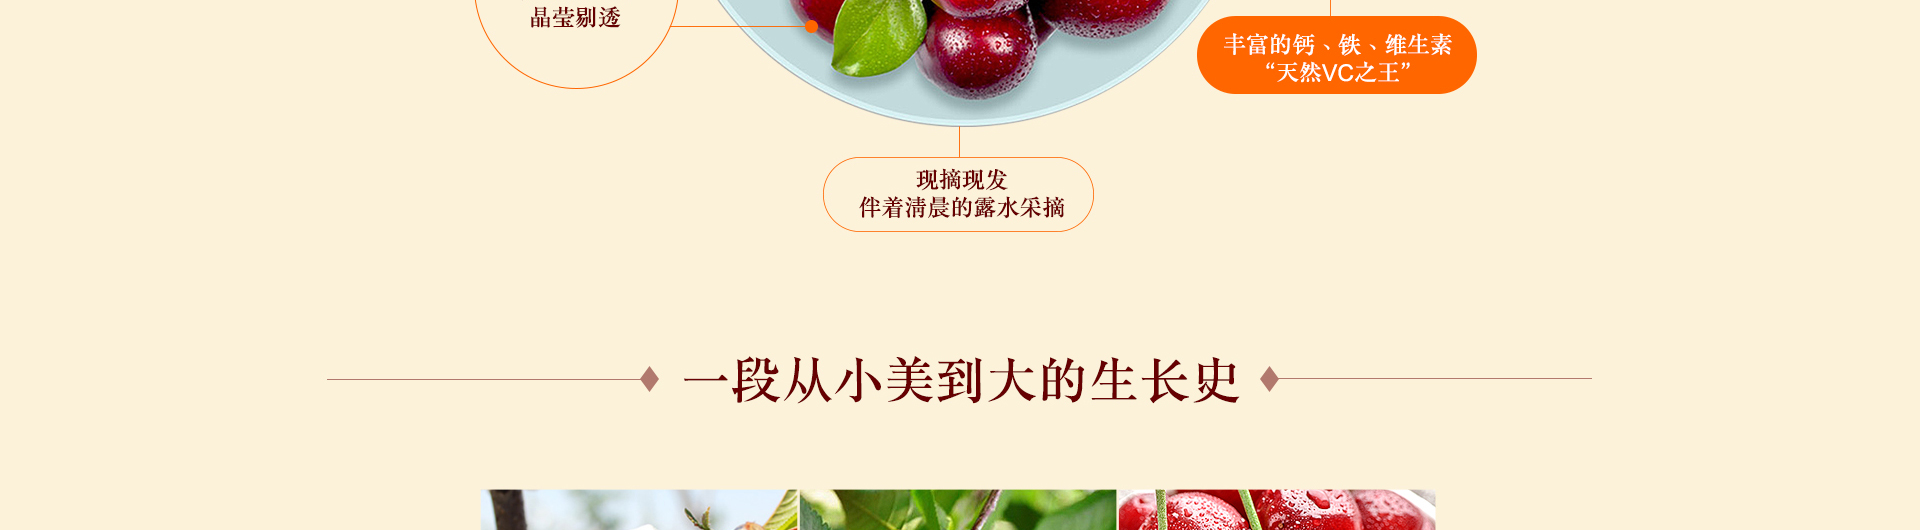 晶莹剔透
丰富的钙、铁、维生素
“天然VC之王”
现摘现发
伴着清晨的露水采摘
一段从小美到大的生长史